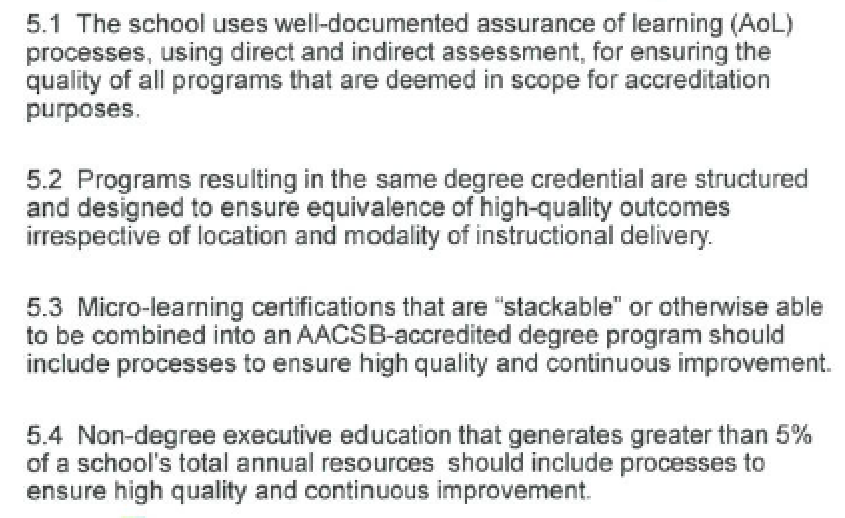 5.1 The school uses well-documented assurance of learning (AoL)
processes, using direct and indirect assessment, for ensuring the
quality of all programs that are deemed in scope for accreditation
purposes.
5.2 Programs resulting in the same degree credential are structured
and designed to ensure equivalence of high-quality outcomes
irrespective of location and modality of instructional delivery.
5.3 Micro-learning certifications that are “stackable” or otherwise able
to be combined into an AACSB-accredited degree program should
include processes to ensure high quality and continuous improvement.
5.4 Non-degree executive education that generates greater than 5%
of a school's total annual resources should include processes to
ensure high quality and continuous improvement.